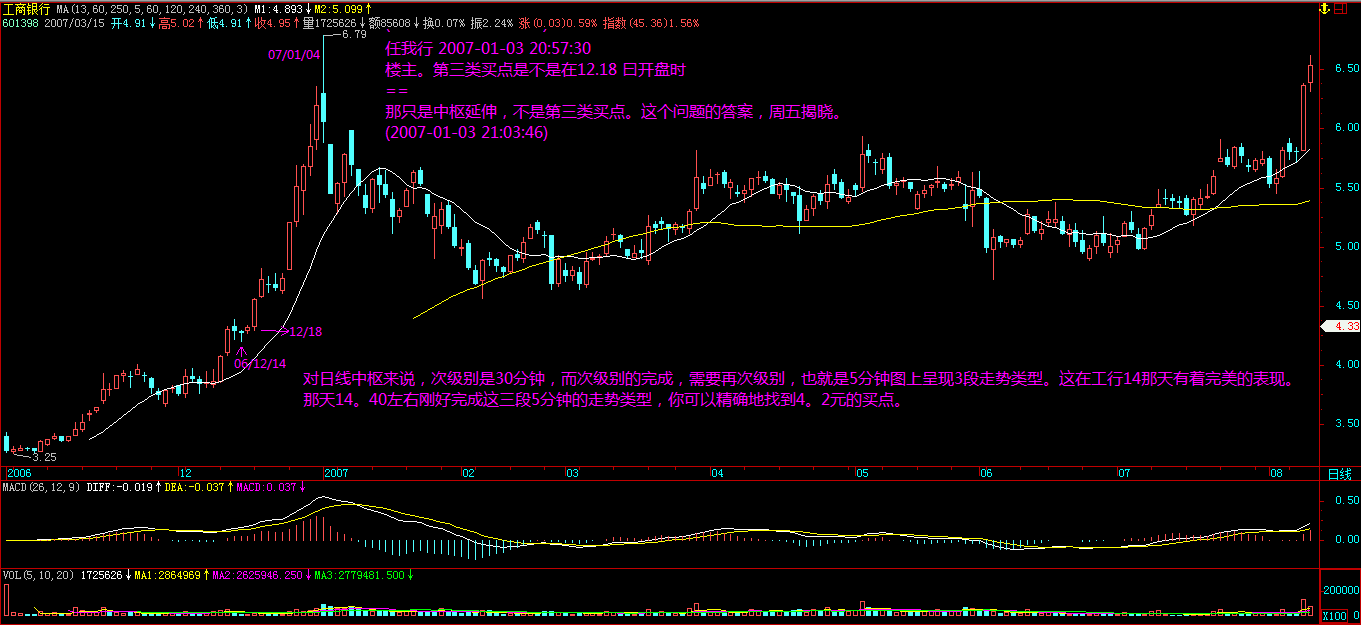 工商银行 MA(13,60,250,5,60,120,240,360,3) M1:4.893↓M2:5.099↑
601398 2007/03/15 开4.91↓高5.02↑低4.91↑收4.95↑量1725626↓额85608↓换0.07% 振2.24% 涨(0.03)0.59% 指数(45.36)1.56%
6.79
07/01/04
任我行 2007-01-03 20:57:30
楼主。第三类买点是不是在12.18 日开盘时
==
那只是中枢延伸，不是第三类买点。这个问题的答案，周五揭晓。
(2007-01-03 21:03:46)
6.50
6.00
5.50
5.00
4.50
4.33
4.00
3.50
12/18
06/12/14
对日线中枢来说，次级别是30分钟，而次级别的完成，需要再次级别，也就是5分钟图上呈现3段走势类型。这在工行14那天有着完美的表现。
那天14。40左右刚好完成这三段5分钟的走势类型，你可以精确地找到4。2元的买点。
3.25
2006 12 2007 02 03 04 05 06 07 08 日线
MACD(26,12,9) DIFF:-0.019↑DEA:-0.037↑MACD:0.037↓
0.50
0.00
VOL(5,10,20) 1725626↓MA1:2864969↑MA2:2625946.250↓MA3:2779481.500↓
200000
X100 0